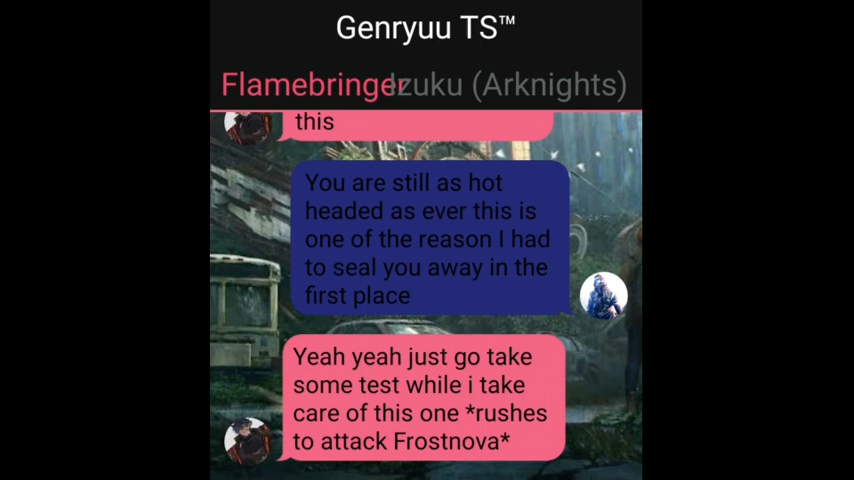 Genryuu TS™
Flamebringer Izuku (Arknights)
this
You are still as hot
headed as ever this is
one of the reason I had
to seal you away in the
first place
Yeah yeah just go take
some test while i take
care of this one *rushes
to attack Frostnova*